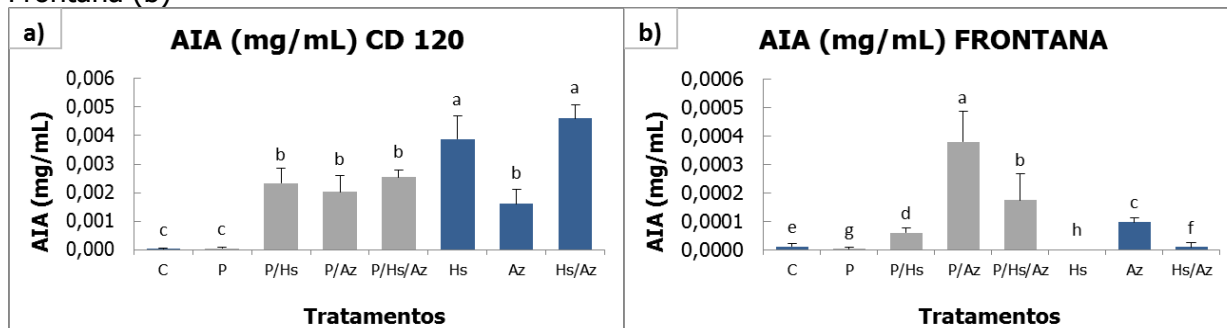 Frontana (b)
a) AIA (mg/mL) CD 120
AIA (mg/mL)
0,006
0,005
0,004
0,003
0,002
0,001
0,000
c c b b b a b a
C P P/Hs P/Az P/Hs/Az Hs Az Hs/Az
Tratamentos
b) AIA (mg/mL) FRONTANA
AIA (mg/mL)
0,0006
0,0005
0,0004
0,0003
0,0002
0,0001
0,0000
e g d a b h c f
C P P/Hs P/Az P/Hs/Az Hs Az Hs/Az
Tratamentos